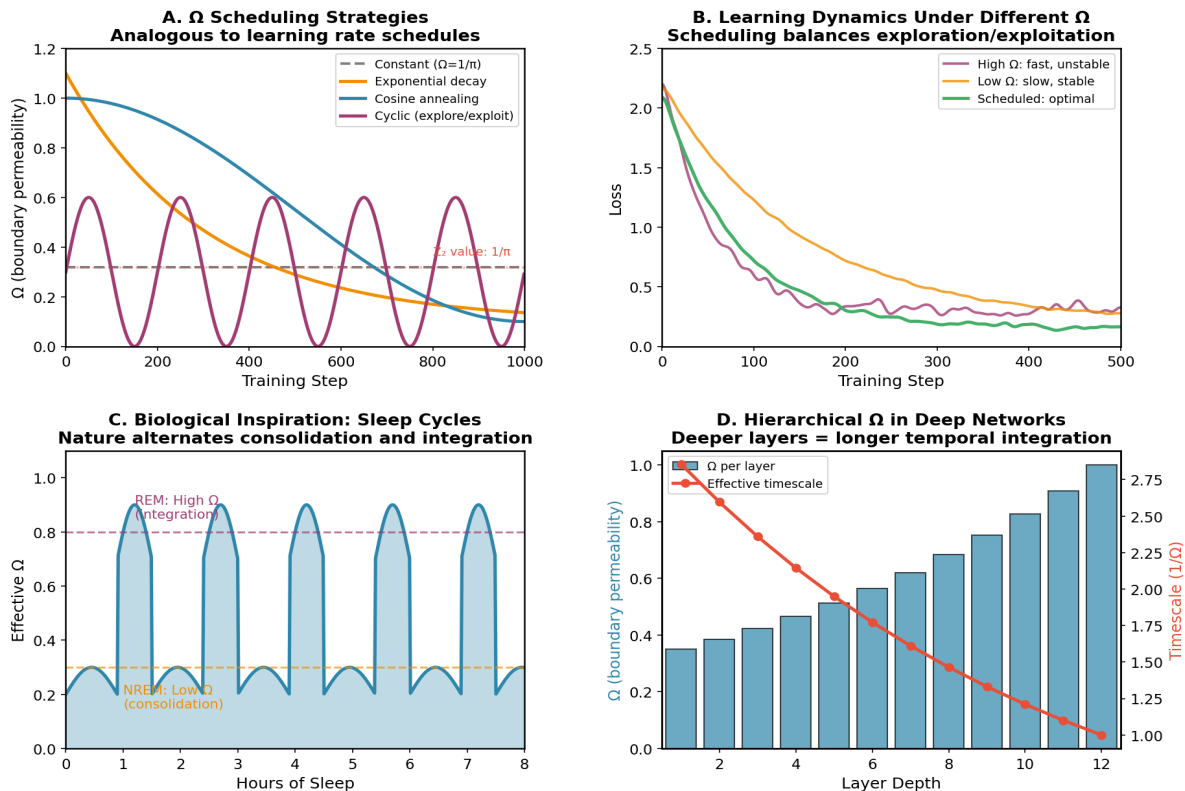 A. Ω Scheduling Strategies
Analogous to learning rate schedules
Ω (boundary permeability)
1.2
1.0
0.8
0.6
0.4
0.2
0.0
Constant (Ω=1/π)
Exponential decay
Cosine annealing
Cyclic (explore/exploit)
value: 1/π
0 200 400 600 800 1000
Training Step
B. Learning Dynamics Under Different Ω
Scheduling balances exploration/exploitation
Loss
2.5
2.0
1.5
1.0
0.5
0.0
High Ω: fast, unstable
Low Ω: slow, stable
Scheduled: optimal
0 100 200 300 400 500
Training Step
C. Biological Inspiration: Sleep Cycles
Nature alternates consolidation and integration
Effective Ω
1.0
0.8
0.6
0.4
0.2
0.0
REM: High Ω
(integration)
NREM: Low Ω
(consolidation)
0 1 2 3 4 5 6 7 8
Hours of Sleep
D. Hierarchical Ω in Deep Networks
Deeper layers = longer temporal integration
Ω (boundary permeability)
1.0
0.8
0.6
0.4
0.2
0.0
Ω per layer
Effective timescale
2.75
2.50
2.25
2.00
1.75
1.50
1.25
1.00
Timescale (1/Ω)
2 4 6 8 10 12
Layer Depth